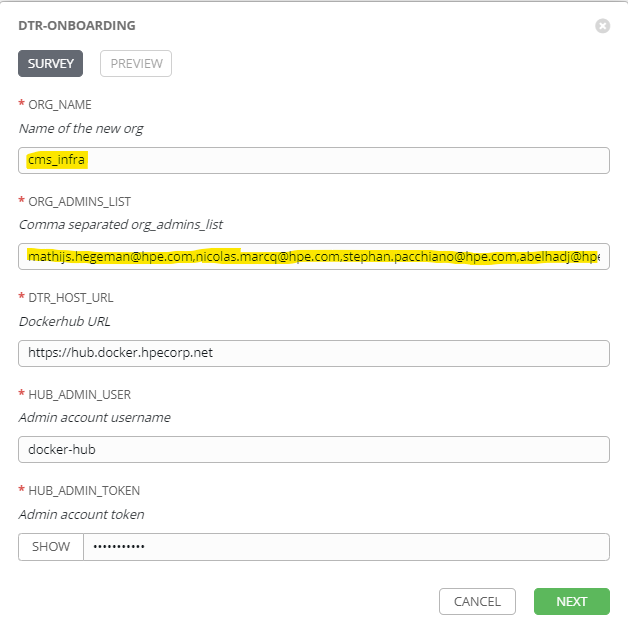 DTR-ONBOARDING
SURVEY PREVIEW
* ORG_NAME
Name of the new org
cms_infra
* ORG_ADMINS_LIST
Comma separated org_admins_list
mathijs.hegeman@hpe.com,nicolas.marcq@hpe.com,stephan.pacchiano@hpe.com,abelhadj@hpe
* DTR_HOST_URL
Dockerhub URL
https://hub.docker.hpecorp.net
* HUB_ADMIN_USER
Admin account username
docker-hub
* HUB_ADMIN_TOKEN
Admin account token
SHOW •••••••••••
CANCEL NEXT